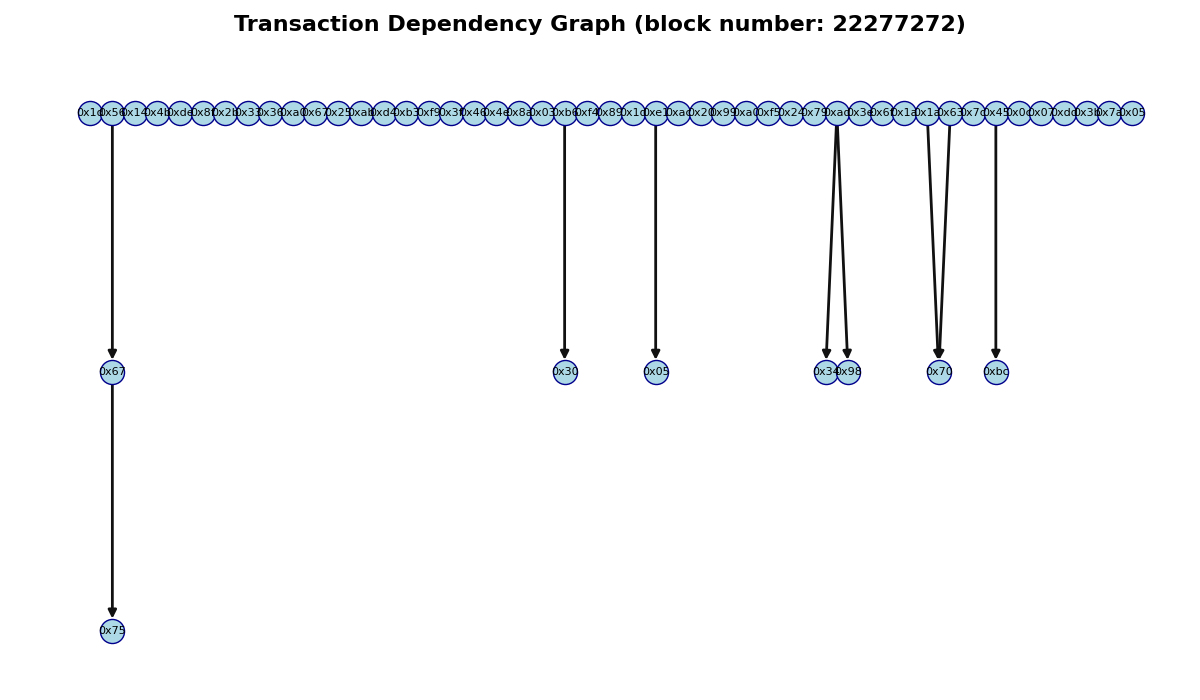 Transaction Dependency Graph (block number: 22277272)
0x1d 0x56 0x14 0x4b 0xde 0x8f 0x2b 0x33 0x36 0xa0 0x67 0x25 0xab 0xd4 0xb3 0xf9 0x3f 0x46 0x4e 0x8a 0x03 0xb6 0xf4 0x89 0x1d 0xe1 0xac 0x20 0x99 0xa0 0xf5 0x24 0x79 0xad 0x3e 0x6f 0x1a 0x1a 0x63 0x7c 0x45 0x0c 0x07 0xdd 0x3b 0x7a 0x05
0x67 0x30 0x05 0x34 0x98 0x70 0xbc
0x75